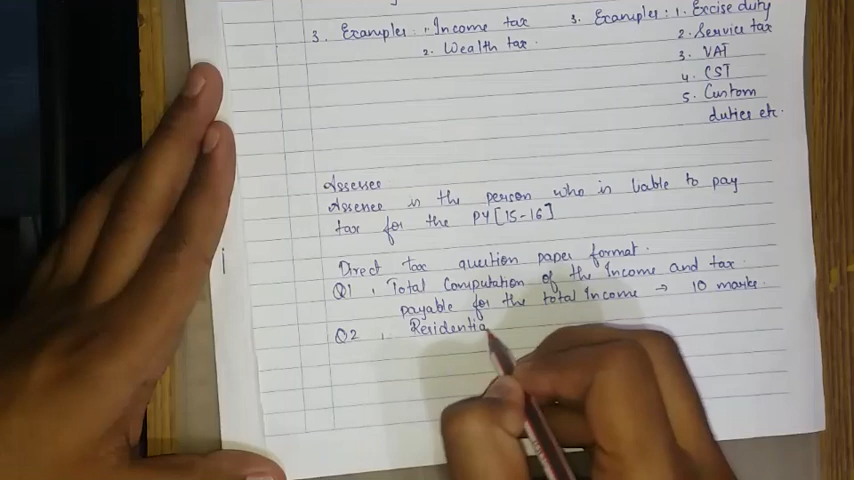 3. Examples: 1. Income tax 3. Examples: 1. Excise duty
2. Wealth tax. 2. Service tax
3. VAT
4. CST
5. Custom
duties etc.
Assessee
Assessee is the person who is liable to pay
tax for the PY [15-16]
Direct tax question paper format.
Q1, Total Computation of the Income and tax
payable for the total Income → 10 marks.
Q2, Residentia